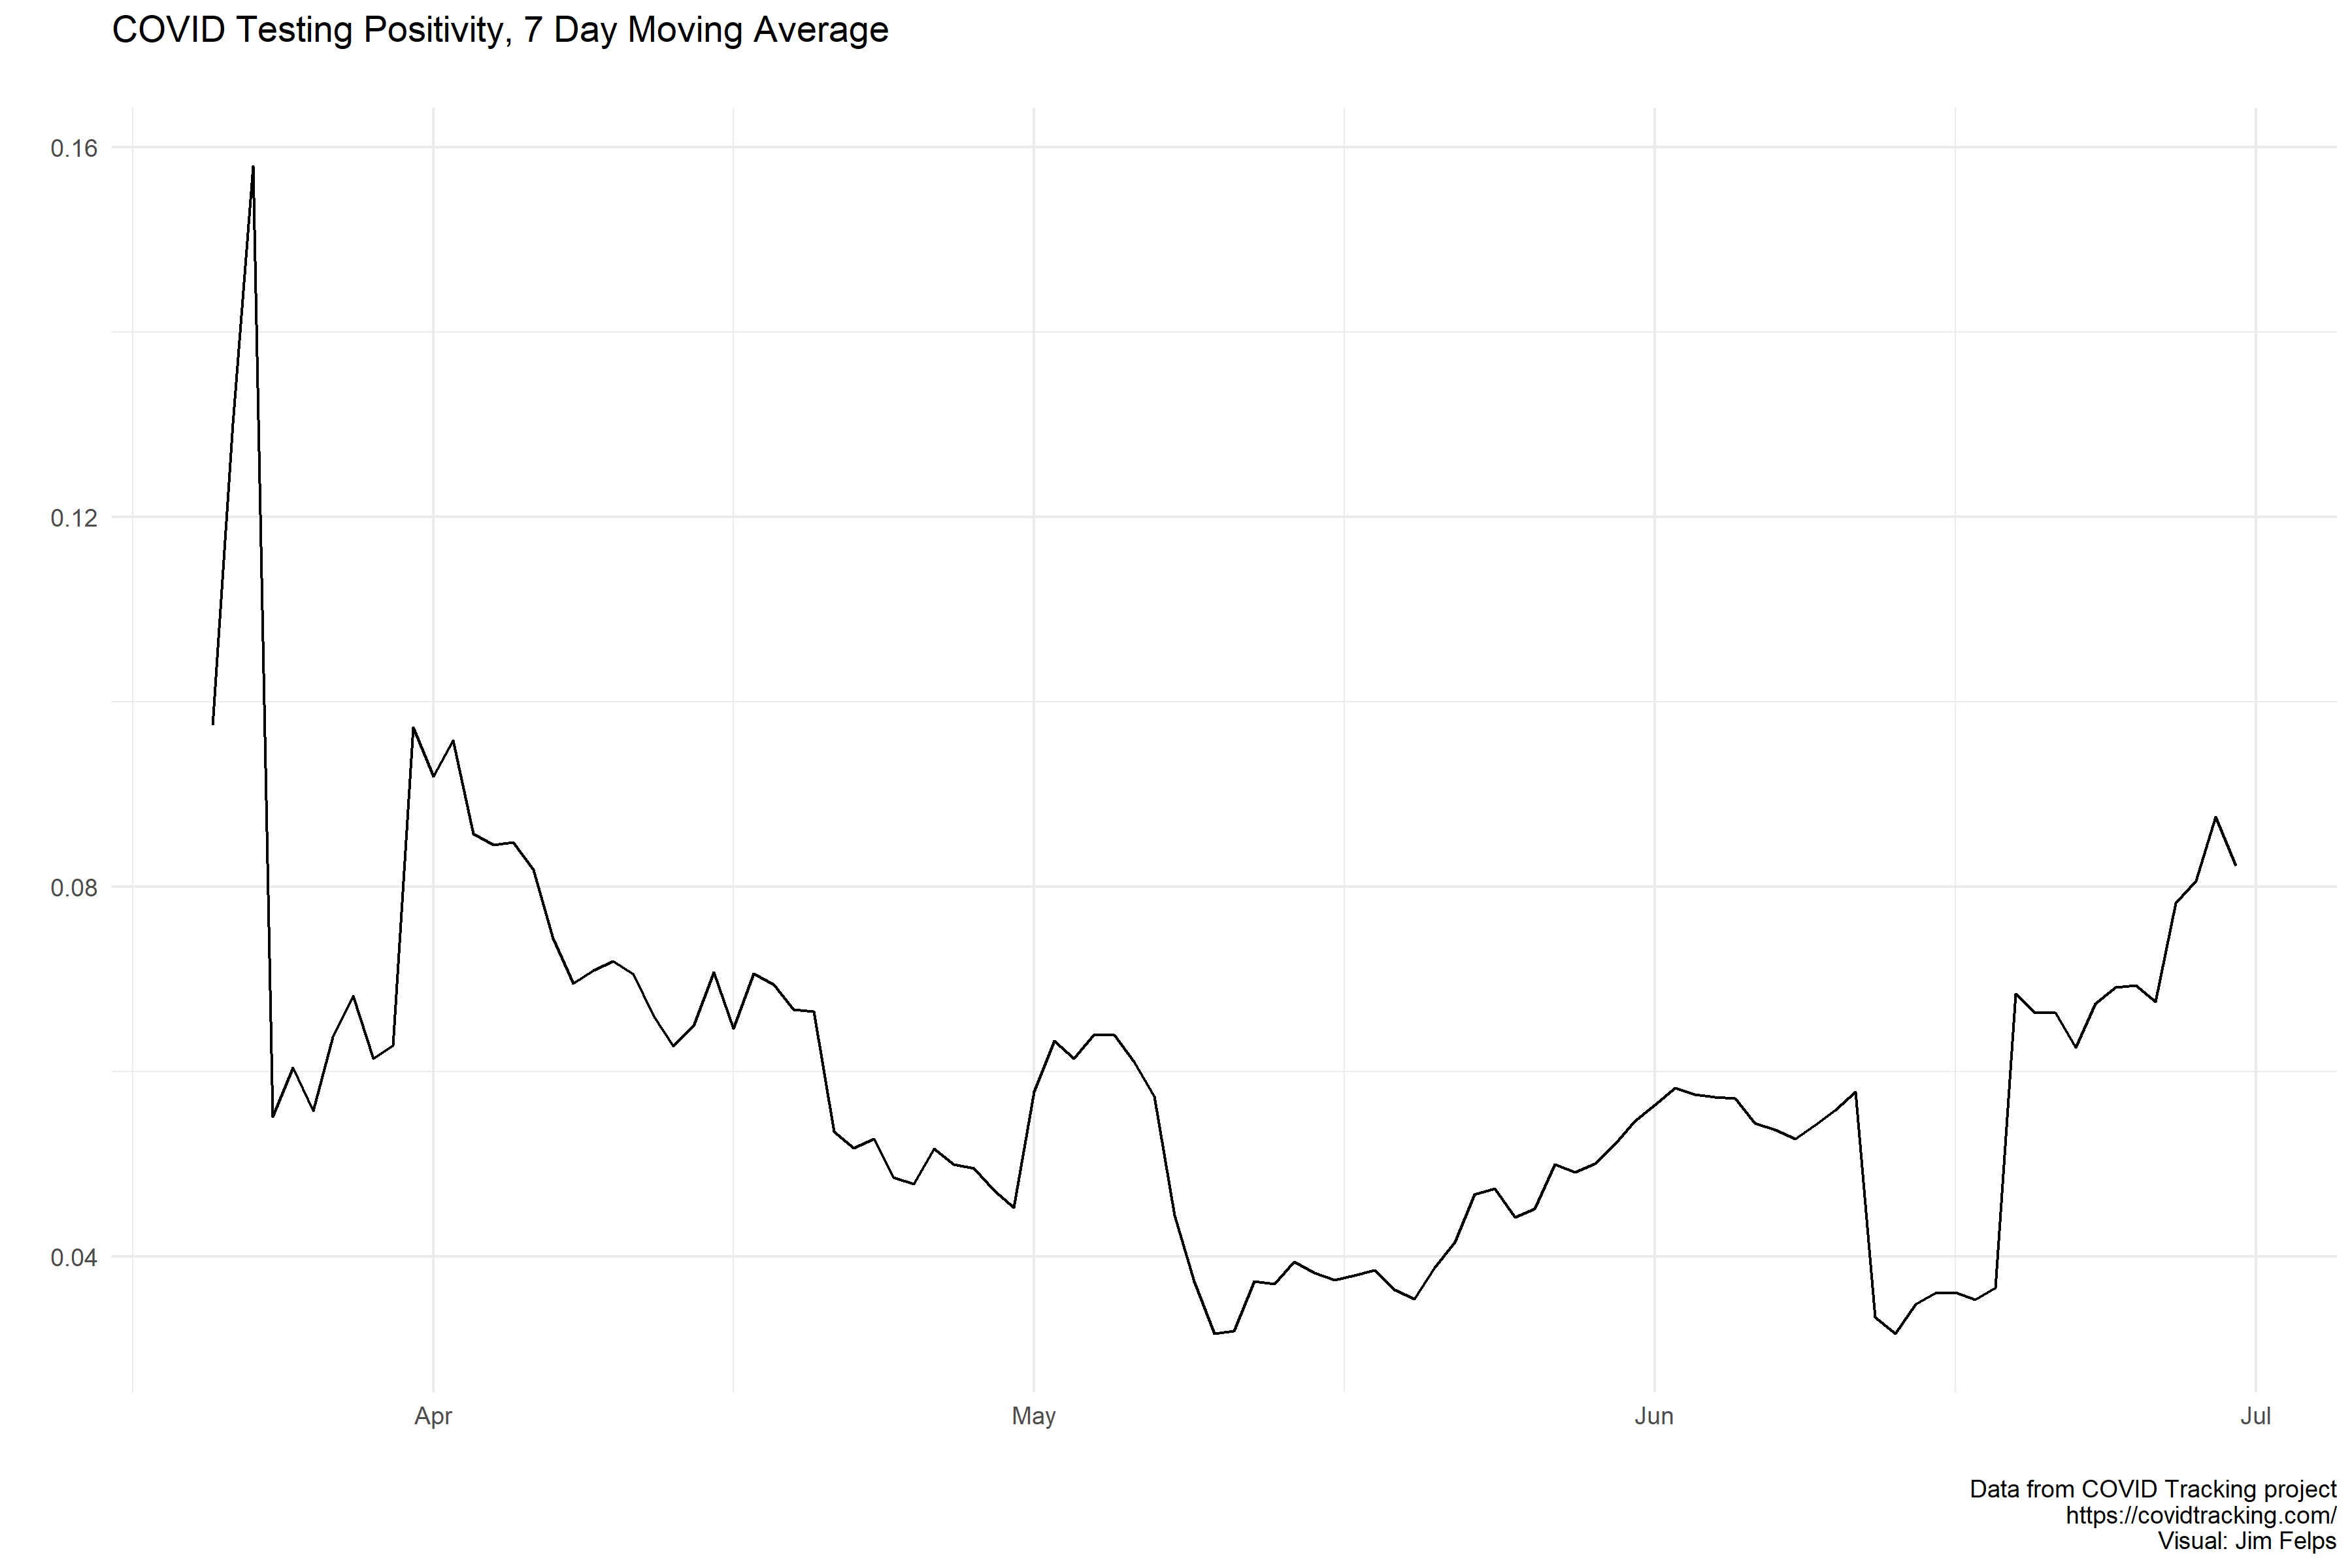 COVID Testing Positivity, 7 Day Moving Average
0.16
0.12
0.08
0.04
Apr May Jun Jul
Data from COVID Tracking project
https://covidtracking.com/
Visual: Jim Felps